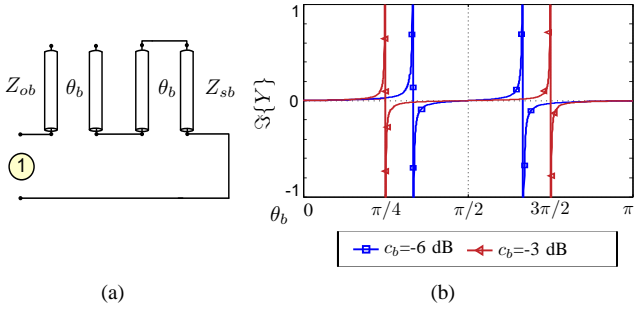 Z_{ob} θ_b θ_b Z_{sb}
1
(a)
ℑ{Y}
1
0
-1
θ_b 0 π/4 π/2 3π/2 π
c_b=-6 dB c_b=-3 dB
(b)